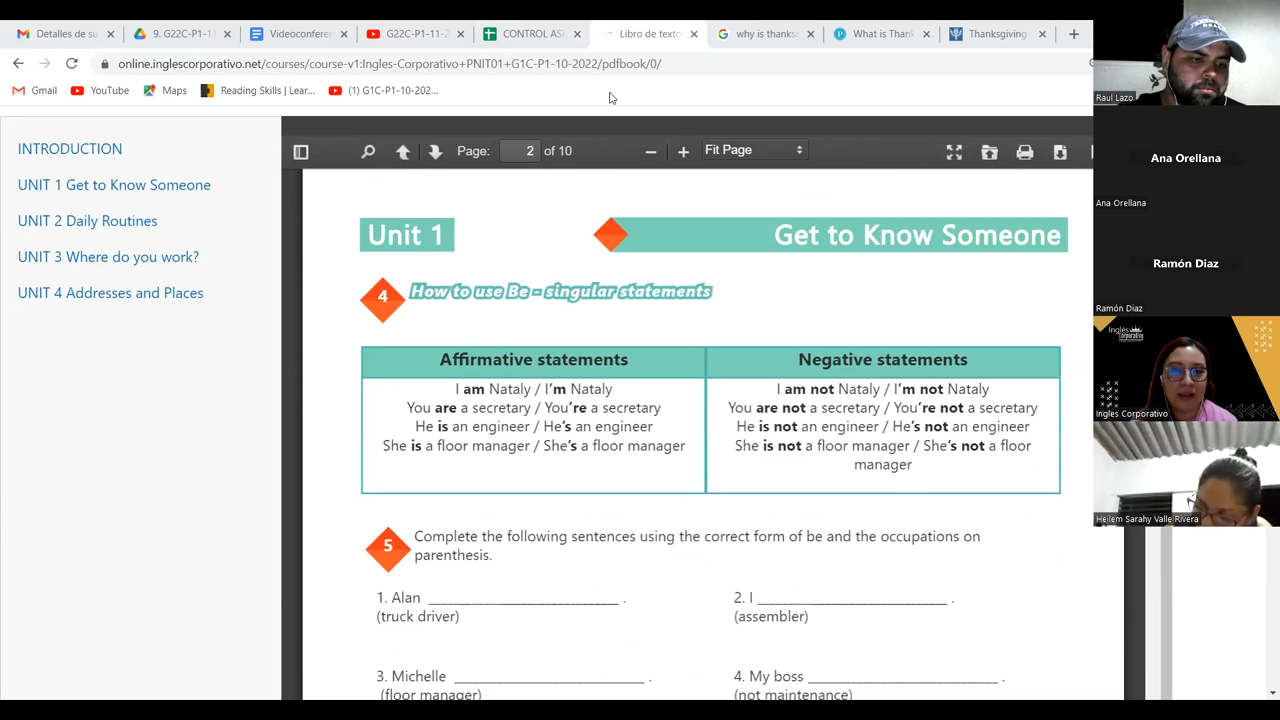 Detalles de su
9. G22C-P1-11
Videoconfere
G22C-P1-11-2
CONTROL ASI
Libro de texto
why is thanksg
What is Thank
Thanksgiving
online.inglescorporativo.net/courses/course-v1:Ingles-Corporativo+PNIT01+G1C-P1-10-2022/pdfbook/0/
Gmail
YouTube
Maps
Reading Skills | Lear...
(1) G1C-P1-10-202...
INTRODUCTION
UNIT 1 Get to Know Someone
UNIT 2 Daily Routines
UNIT 3 Where do you work?
UNIT 4 Addresses and Places
Page: 2 of 10
Fit Page
Unit 1
Get to Know Someone
4
How to use Be - singular statements
Affirmative statements
I am Nataly / I'm Nataly
You are a secretary / You're a secretary
He is an engineer / He's an engineer
She is a floor manager / She's a floor manager
Negative statements
I am not Nataly / I'm not Nataly
You are not a secretary / You're not a secretary
He is not an engineer / He's not an engineer
She is not a floor manager / She's not a floor
manager
5
Complete the following sentences using the correct form of be and the occupations on
parenthesis.
1. Alan ___________________________ .
(truck driver)
2. I ___________________________ .
(assembler)
3. Michelle ___________________________ .
(floor manager)
4. My boss ___________________________ .
(not maintenance)
Raul Lazo
Ana Orellana
Ana Orellana
Ramón Diaz
Ramón Diaz
Inglés
Corporativo
Ingles Corporativo
Heilem Sarahy Valle Rivera